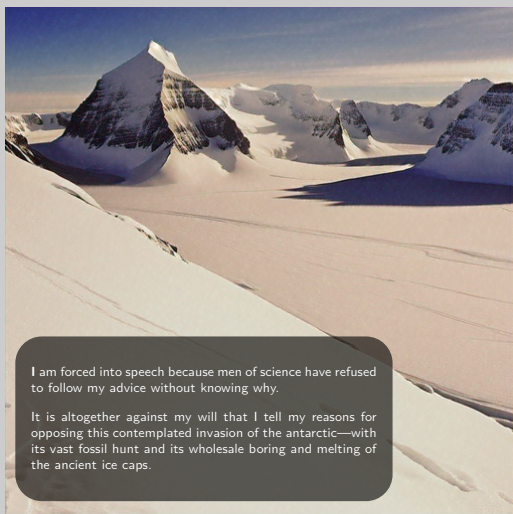 I am forced into speech because men of science have refused
to follow my advice without knowing why.
It is altogether against my will that I tell my reasons for
opposing this contemplated invasion of the antarctic—with
its vast fossil hunt and its wholesale boring and melting of
the ancient ice caps.